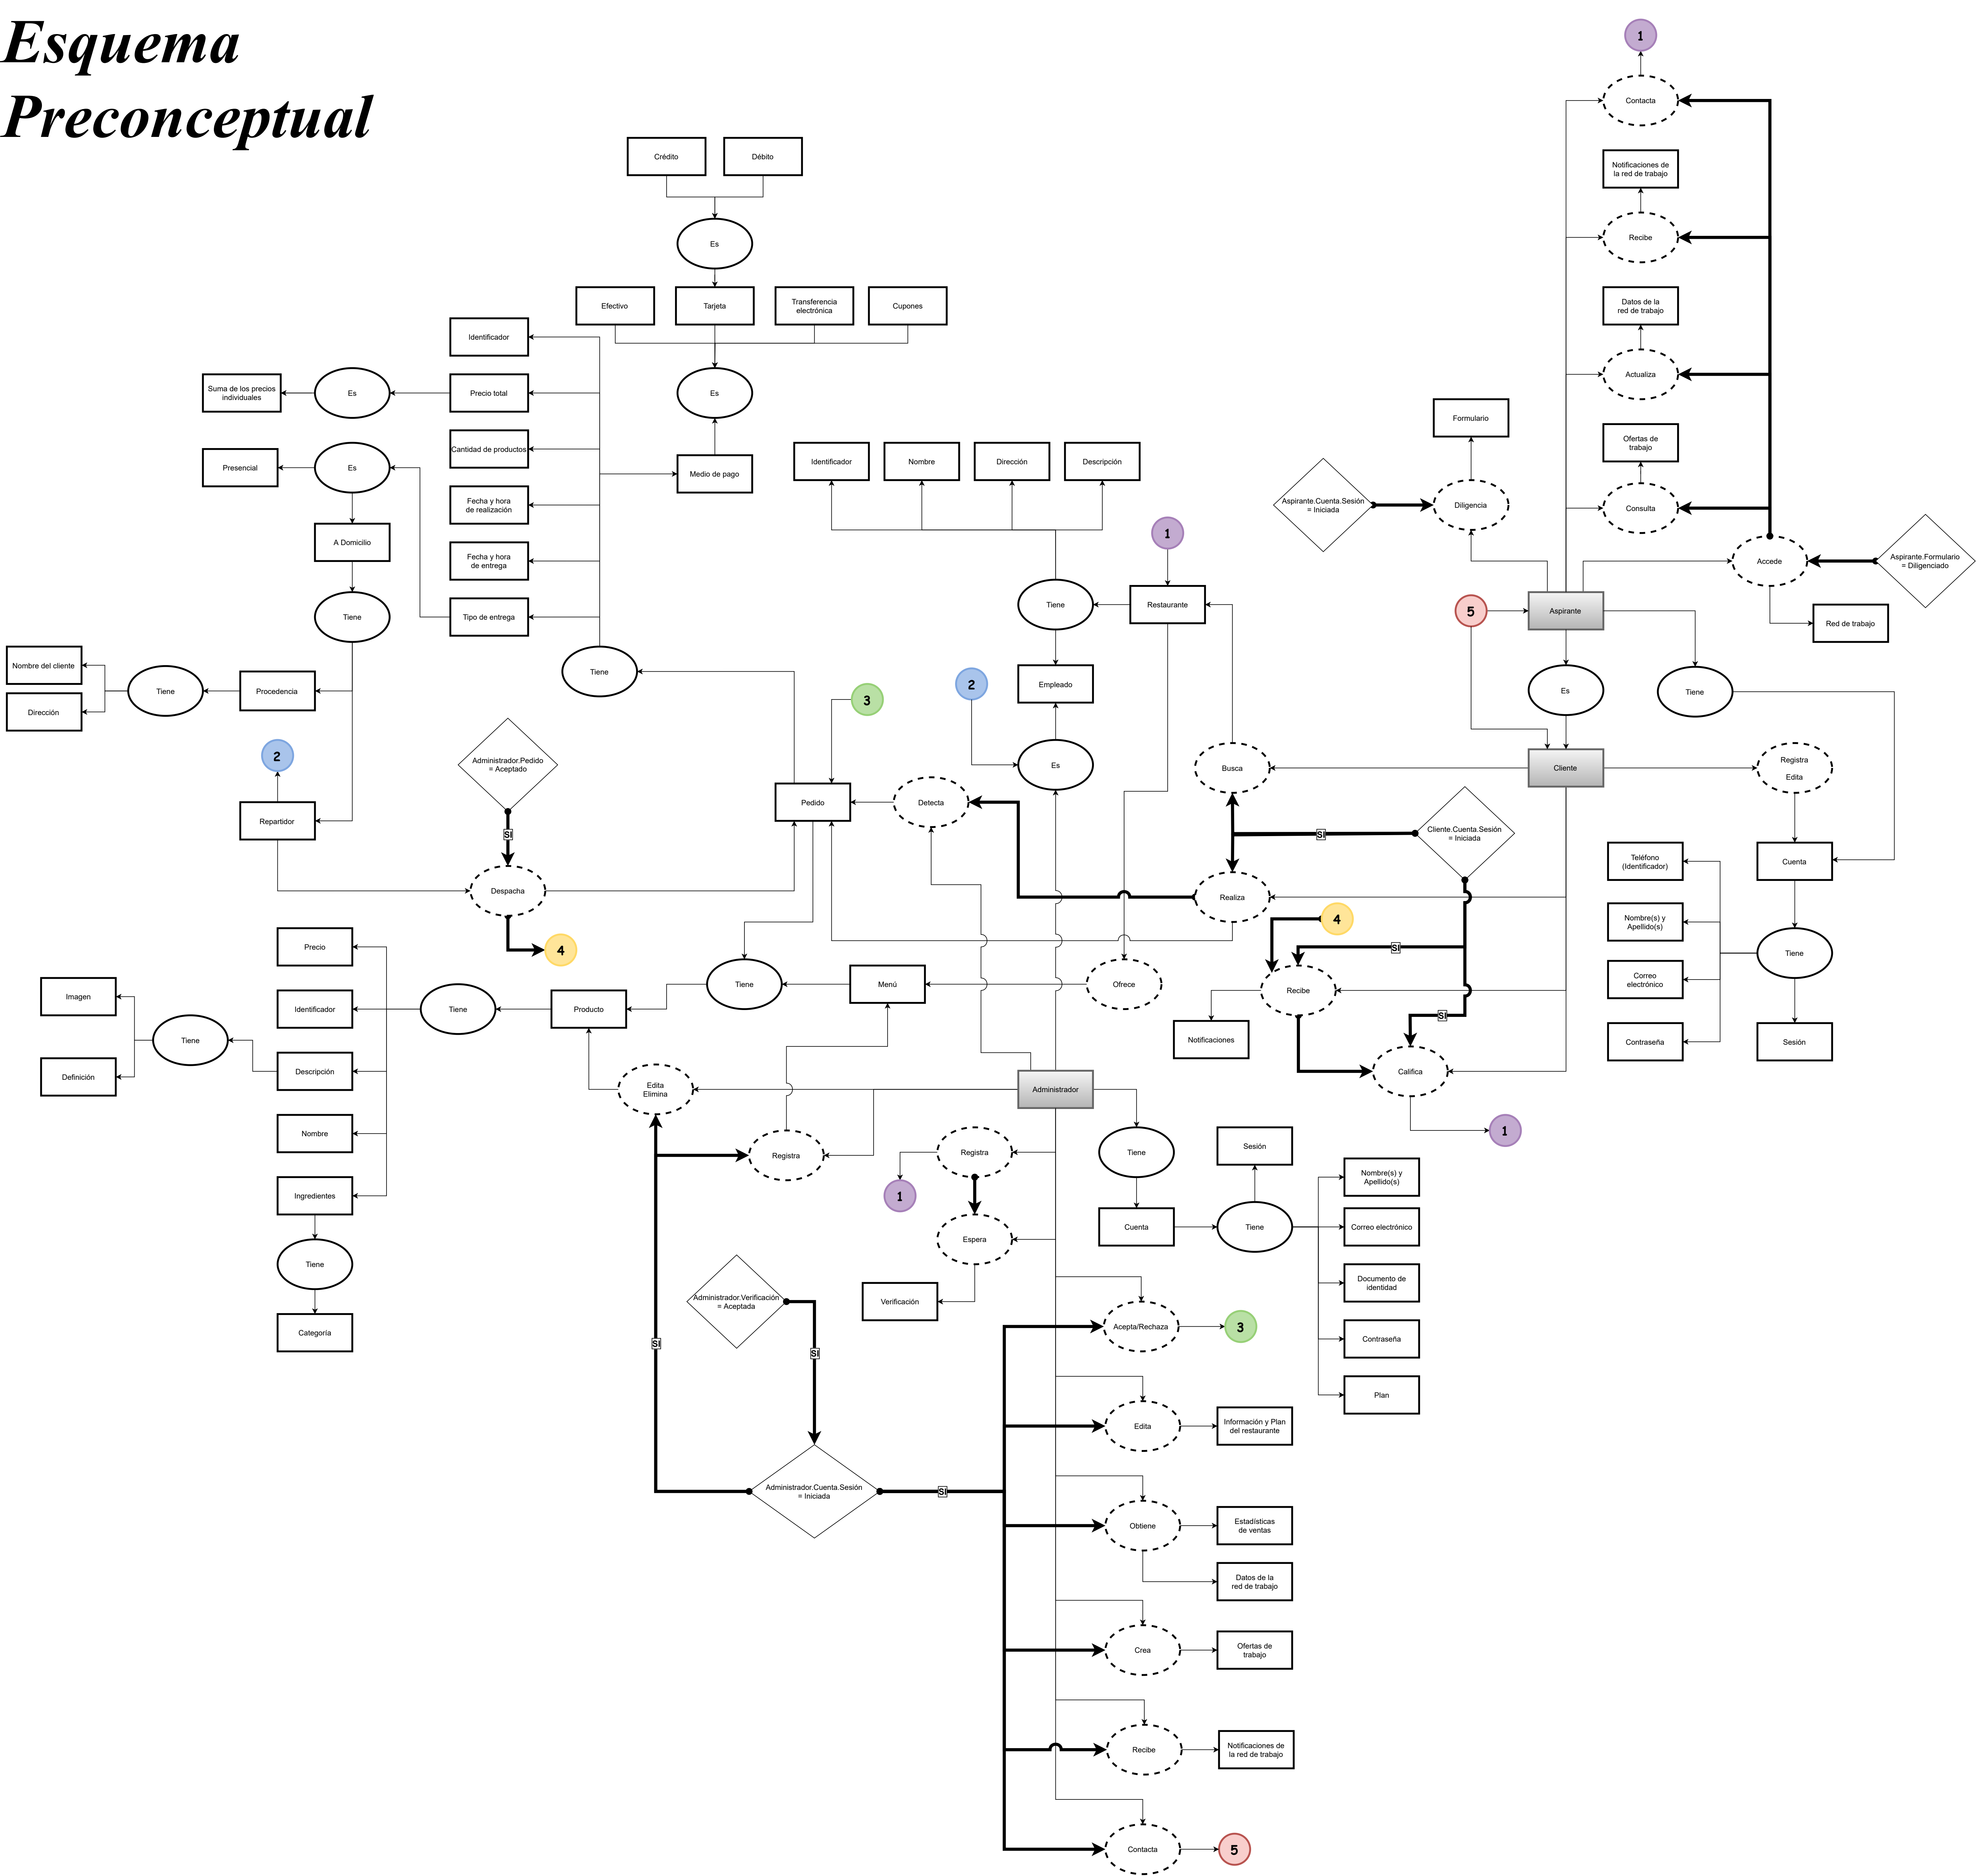 Esquema
Preconceptual
1
Contacta
Crédito
Débito
Notificaciones de
la red de trabajo
Es
Recibe
Efectivo
Tarjeta
Transferencia
electrónica
Cupones
Datos de la
red de trabajo
Identificador
Actualiza
Suma de los precios
individuales
Es
Precio total
Es
Formulario
Ofertas de
trabajo
Presencial
Es
Cantidad de productos
Medio de pago
Identificador
Nombre
Dirección
Descripción
Fecha y hora
de realización
Aspirante.Cuenta.Sesión
= Iniciada
Diligencia
Consulta
A Domicilio
1
Fecha y hora
de entrega
Accede
Aspirante.Formulario
= Diligenciado
Tiene
Tipo de entrega
Tiene
Restaurante
5
Aspirante
Red de trabajo
Nombre del cliente
Dirección
Tiene
Procedencia
Tiene
3
2
Empleado
Es
Tiene
2
Administrador.Pedido
= Aceptado
Es
Busca
Cliente
Registra
Edita
Repartidor
SI
Pedido
Detecta
SI
Cliente.Cuenta.Sesión
= Iniciada
Teléfono
(Identificador)
Cuenta
Despacha
Realiza
4
Nombre(s) y
Apellido(s)
4
SI
Precio
Tiene
Menú
Ofrece
Recibe
Correo
electrónico
Tiene
Imagen
Identificador
Tiene
Producto
SI
Tiene
Notificaciones
Contraseña
Sesión
Definición
Descripción
Edita
Elimina
Administrador
Califica
Nombre
Registra
Registra
Tiene
Sesión
1
Ingredientes
1
Nombre(s) y
Apellido(s)
Tiene
Espera
Cuenta
Tiene
Correo electrónico
Categoría
Administrador.Verificación
= Aceptada
Verificación
Documento de
identidad
SI
SI
Acepta/Rechaza
3
Contraseña
Plan
Edita
Información y Plan
del restaurante
Administrador.Cuenta.Sesión
= Iniciada
SI
Obtiene
Estadísticas
de ventas
Datos de la
red de trabajo
Crea
Ofertas de
trabajo
Recibe
Notificaciones de
la red de trabajo
Contacta
5